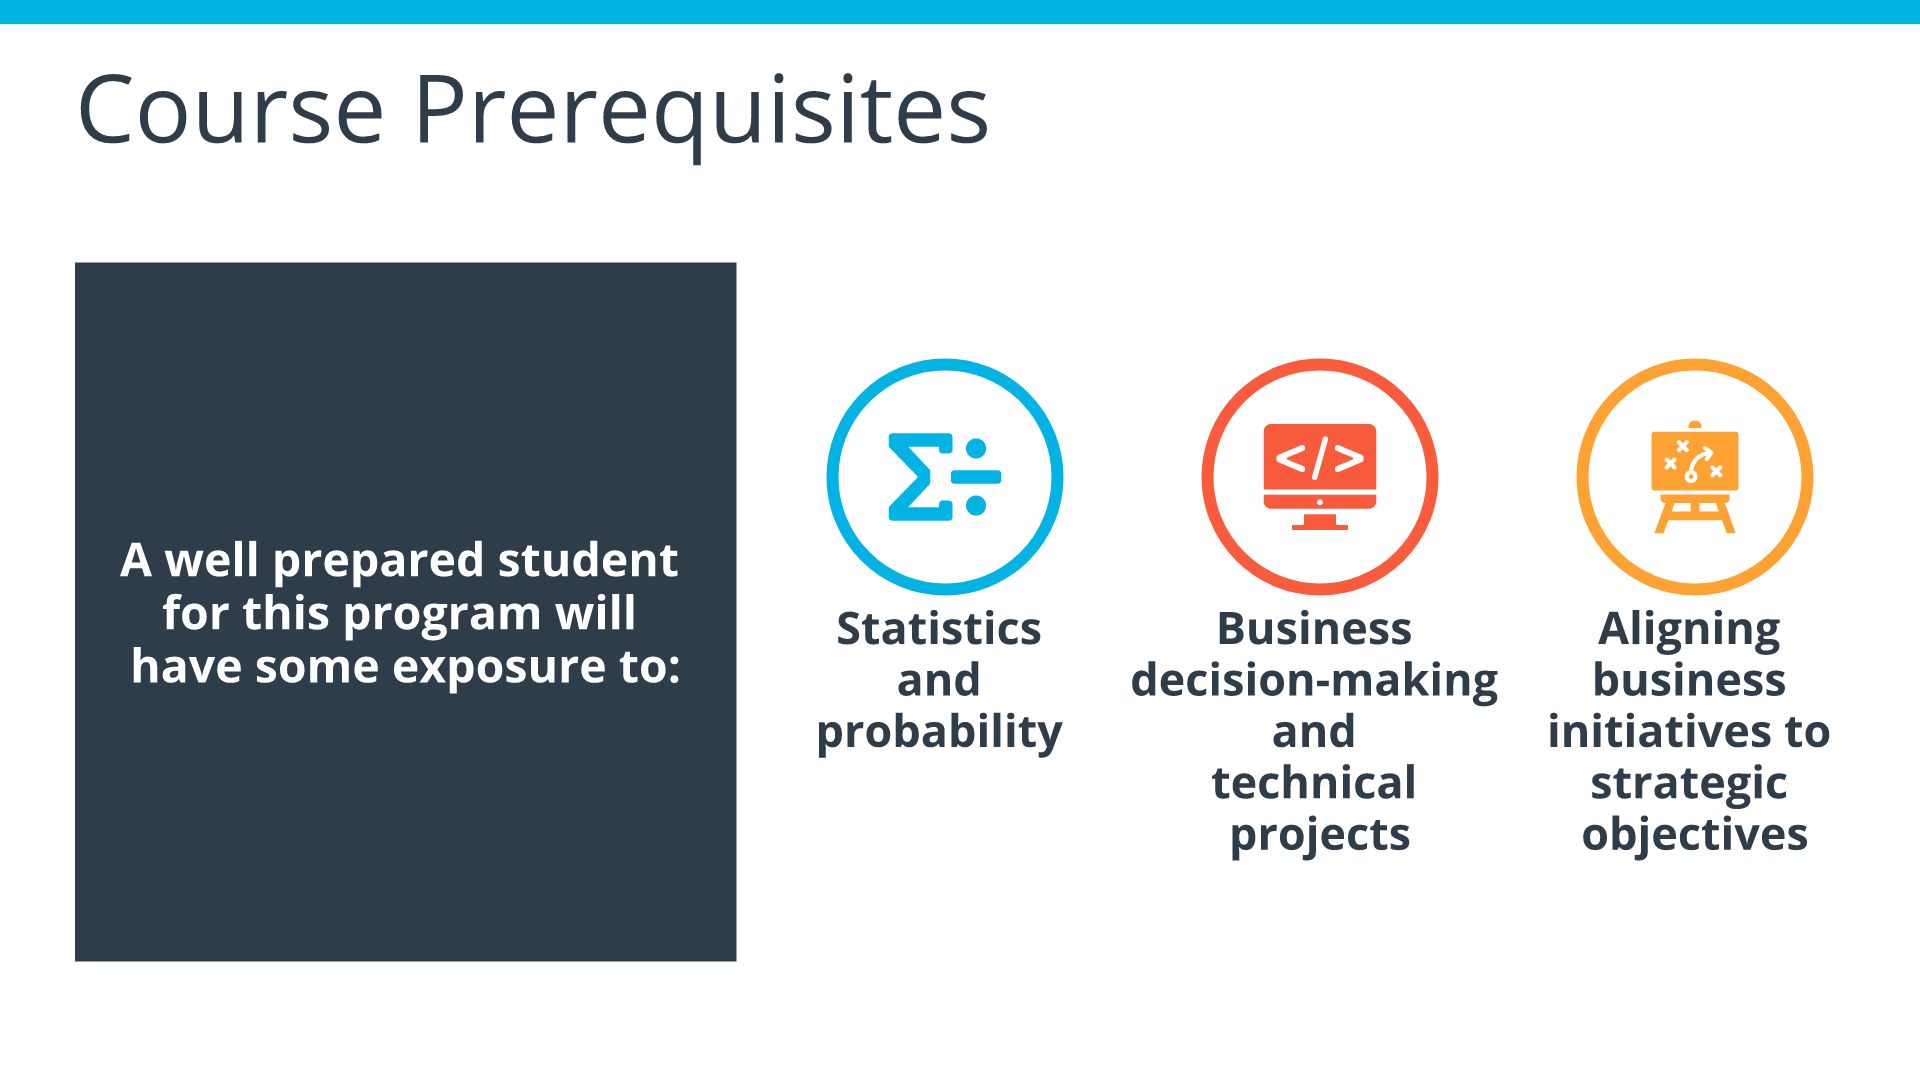 Course Prerequisites
A well prepared student
for this program will
have some exposure to:
Statistics
and
probability
Business
decision-making
and
technical
projects
Aligning
business
initiatives to
strategic
objectives